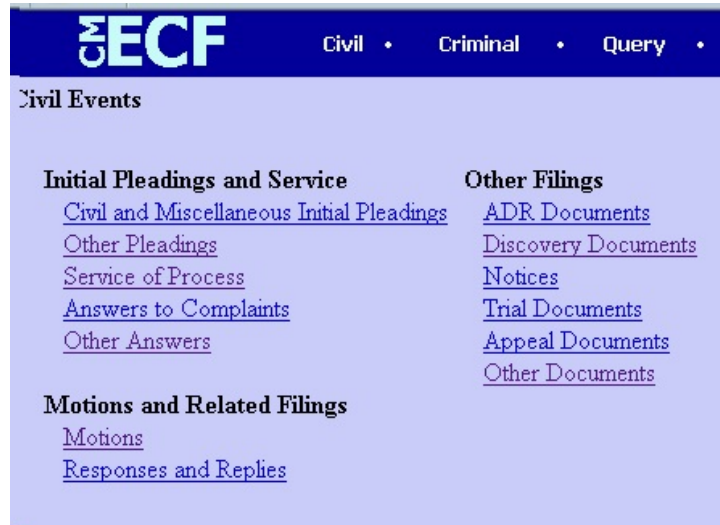 CM ECF Civil • Criminal • Query •
Civil Events
Initial Pleadings and Service
Civil and Miscellaneous Initial Pleadings
Other Pleadings
Service of Process
Answers to Complaints
Other Answers
Motions and Related Filings
Motions
Responses and Replies
Other Filings
ADR Documents
Discovery Documents
Notices
Trial Documents
Appeal Documents
Other Documents